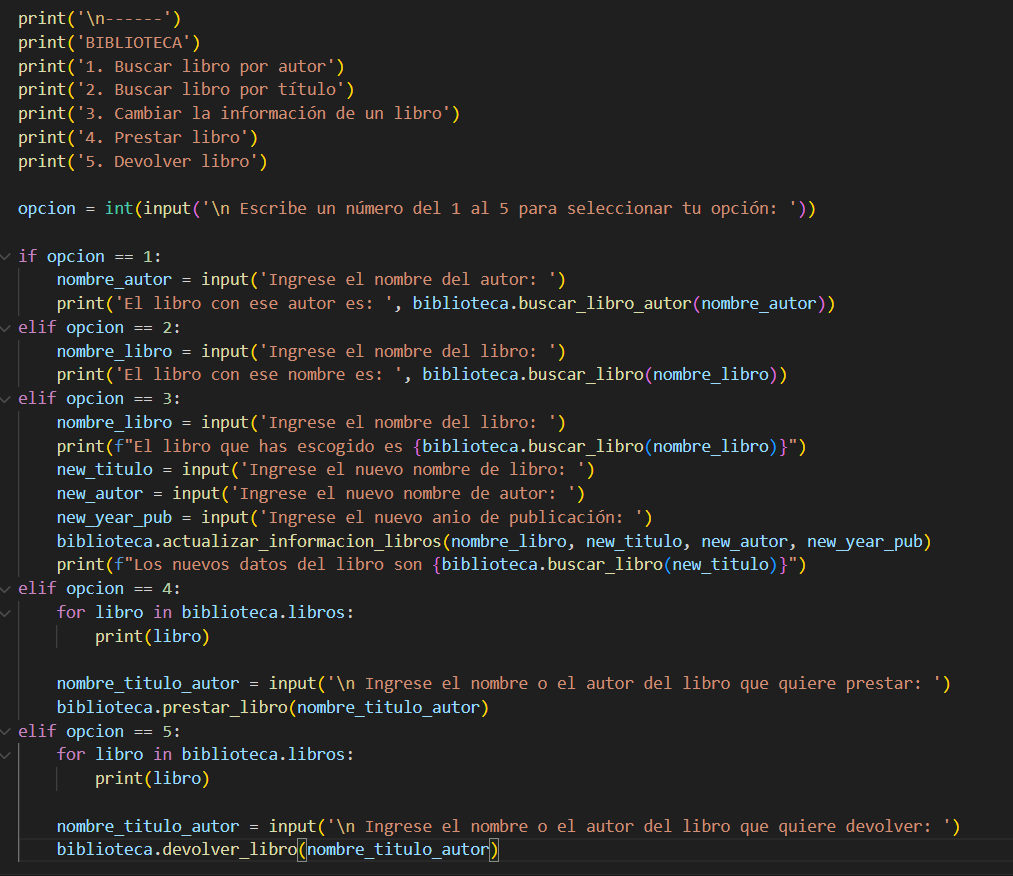 print('\n------')
print('BIBLIOTECA')
print('1. Buscar libro por autor')
print('2. Buscar libro por título')
print('3. Cambiar la información de un libro')
print('4. Prestar libro')
print('5. Devolver libro')

opcion = int(input('\n Escribe un número del 1 al 5 para seleccionar tu opción: '))

if opcion == 1:
    nombre_autor = input('Ingrese el nombre del autor: ')
    print('El libro con ese autor es: ', biblioteca.buscar_libro_autor(nombre_autor))
elif opcion == 2:
    nombre_libro = input('Ingrese el nombre del libro: ')
    print('El libro con ese nombre es: ', biblioteca.buscar_libro(nombre_libro))
elif opcion == 3:
    nombre_libro = input('Ingrese el nombre del libro: ')
    print(f"El libro que has escogido es {biblioteca.buscar_libro(nombre_libro)}")
    new_titulo = input('Ingrese el nuevo nombre de libro: ')
    new_autor = input('Ingrese el nuevo nombre de autor: ')
    new_year_pub = input('Ingrese el nuevo anio de publicación: ')
    biblioteca.actualizar_informacion_libros(nombre_libro, new_titulo, new_autor, new_year_pub)
    print(f"Los nuevos datos del libro son {biblioteca.buscar_libro(new_titulo)}")
elif opcion == 4:
    for libro in biblioteca.libros:
        print(libro)

    nombre_titulo_autor = input('\n Ingrese el nombre o el autor del libro que quiere prestar: ')
    biblioteca.prestar_libro(nombre_titulo_autor)
elif opcion == 5:
    for libro in biblioteca.libros:
        print(libro)

    nombre_titulo_autor = input('\n Ingrese el nombre o el autor del libro que quiere devolver: ')
    biblioteca.devolver_libro(nombre_titulo_autor)